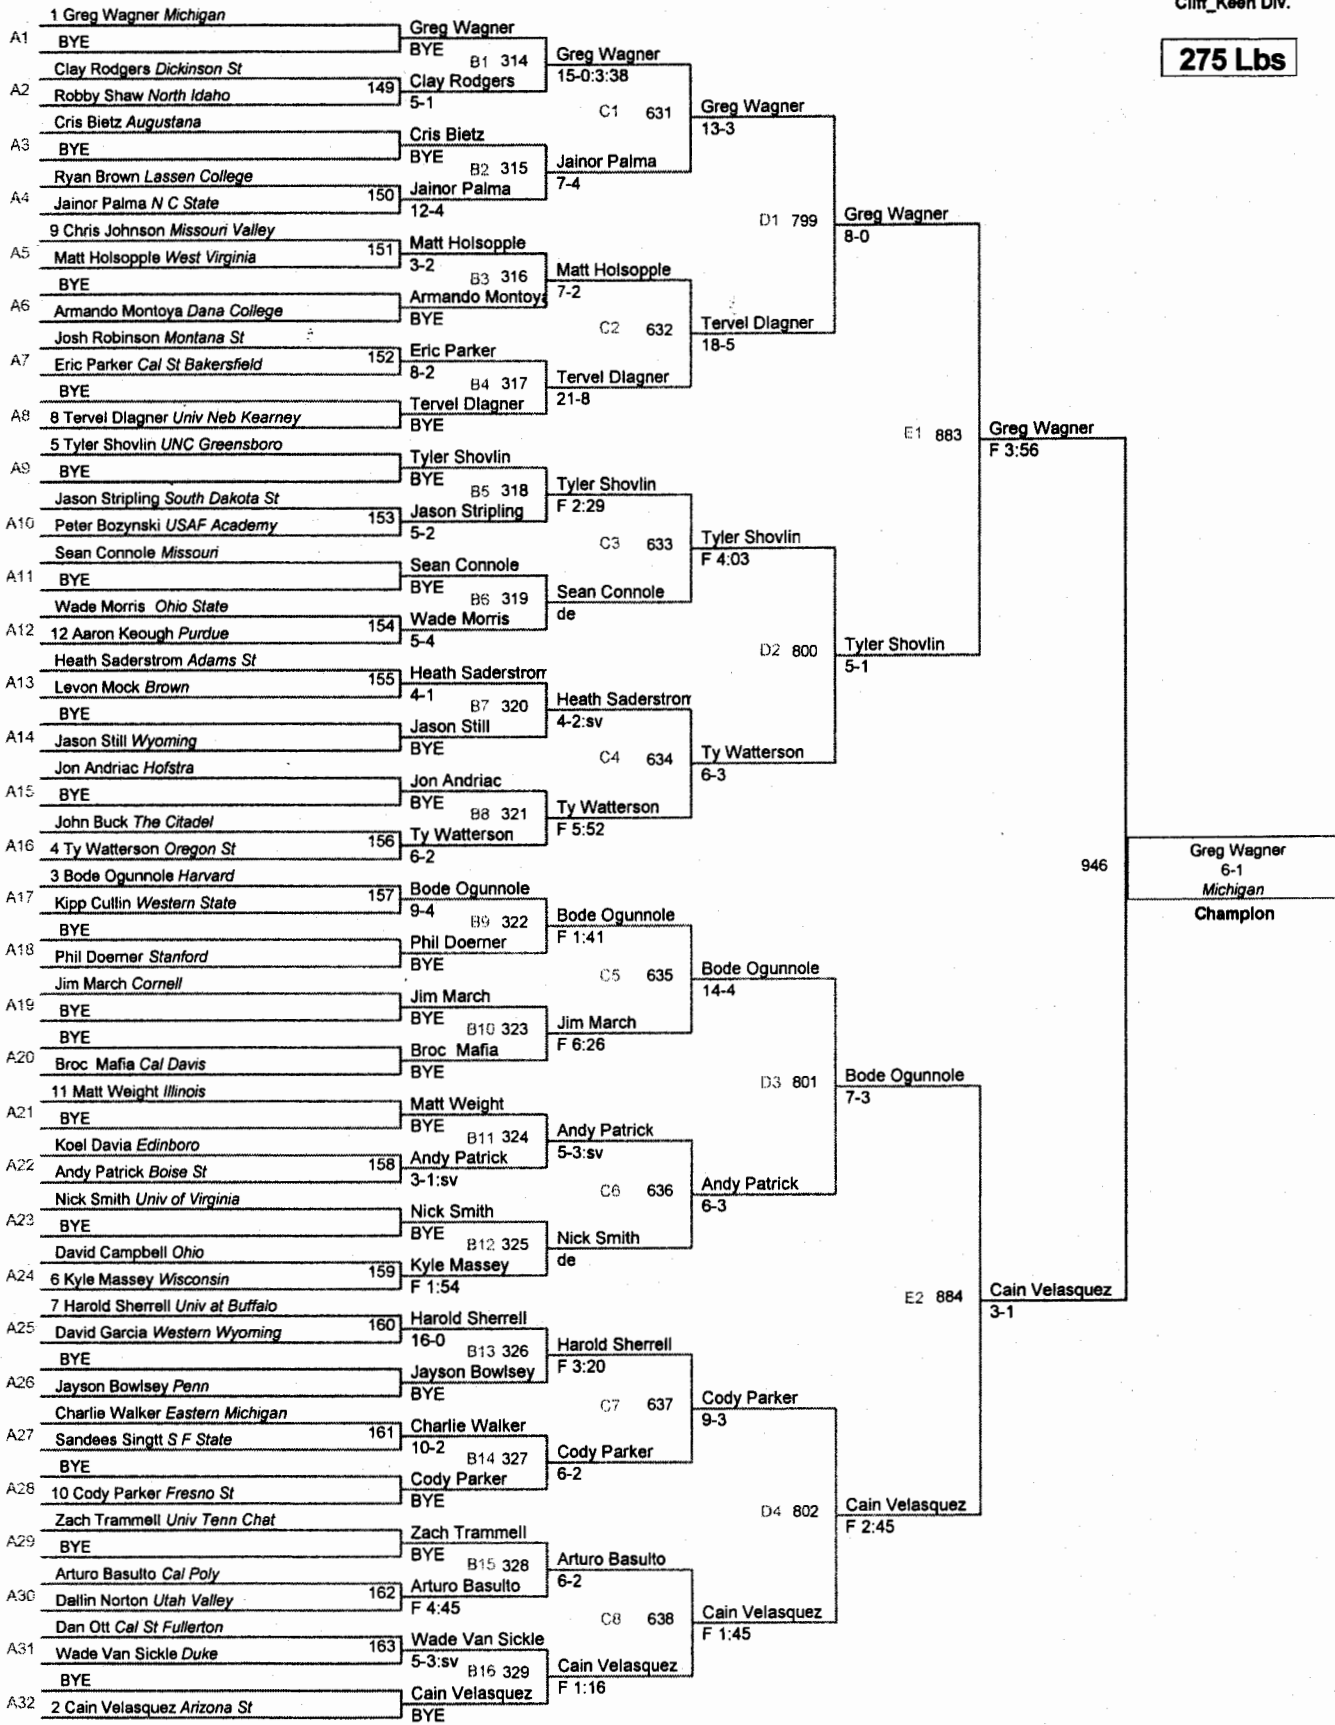 Cliff_Keen Div.
275 Lbs
1 Greg Wagner Michigan
A1
BYE
Clay Rodgers Dickinson St
A2
149
Robby Shaw North Idaho
Cris Bietz Augustana
A3
BYE
Ryan Brown Lassen College
A4
150
Jainor Palma N C State
9 Chris Johnson Missouri Valley
A5
151
Matt Holsopple West Virginia
BYE
A6
Armando Montoya Dana College
Josh Robinson Montana St
A7
152
Eric Parker Cal St Bakersfield
BYE
A8
8 Tervel Dlagner Univ Neb Kearney
5 Tyler Shovlin UNC Greensboro
A9
BYE
Jason Stripling South Dakota St
A10
153
Peter Bozynski USAF Academy
Sean Connole Missouri
A11
BYE
Wade Morris Ohio State
A12
154
12 Aaron Keough Purdue
Heath Saderstrom Adams St
A13
155
Levon Mock Brown
BYE
A14
Jason Still Wyoming
Jon Andriac Hofstra
A15
BYE
John Buck The Citadel
A16
156
4 Ty Watterson Oregon St
3 Bode Ogunnole Harvard
A17
157
Kipp Cullin Western State
BYE
A18
Phil Doerner Stanford
Jim March Cornell
A19
BYE
BYE
A20
Broc Mafia Cal Davis
11 Matt Weight Illinois
A21
BYE
Koel Davia Edinboro
A22
158
Andy Patrick Boise St
Nick Smith Univ of Virginia
A23
BYE
David Campbell Ohio
A24
159
6 Kyle Massey Wisconsin
7 Harold Sherrell Univ at Buffalo
A25
160
David Garcia Western Wyoming
BYE
A26
Jayson Bowlsey Penn
Charlie Walker Eastern Michigan
A27
161
Sandees Singtt S F State
BYE
A28
10 Cody Parker Fresno St
Zach Trammell Univ Tenn Chat
A29
BYE
Arturo Basulto Cal Poly
A30
162
Dallin Norton Utah Valley
Dan Ott Cal St Fullerton
A31
163
Wade Van Sickle Duke
BYE
A32
2 Cain Velasquez Arizona St
Greg Wagner
BYE
B1 314
Clay Rodgers
5-1
Cris Bietz
BYE
B2 315
Jainor Palma
12-4
Matt Holsopple
3-2
B3 316
Armando Montoya
BYE
Eric Parker
8-2
B4 317
Tervel Dlagner
BYE
Tyler Shovlin
BYE
B5 318
Jason Stripling
5-2
Sean Connole
BYE
B6 319
Wade Morris
5-4
Heath Saderstrom
4-1
B7 320
Jason Still
BYE
Jon Andriac
BYE
B8 321
Ty Watterson
6-2
Bode Ogunnole
9-4
B9 322
Phil Doerner
BYE
Jim March
BYE
B10 323
Broc Mafia
BYE
Matt Weight
BYE
B11 324
Andy Patrick
3-1:sv
Nick Smith
BYE
B12 325
Kyle Massey
F 1:54
Harold Sherrell
16-0
B13 326
Jayson Bowlsey
BYE
Charlie Walker
10-2
B14 327
Cody Parker
BYE
Zach Trammell
BYE
B15 328
Arturo Basulto
F 4:45
Wade Van Sickle
5-3:sv
B16 329
Cain Velasquez
BYE
Greg Wagner
15-0:3:38
C1 631
Jainor Palma
7-4
Matt Holsopple
7-2
C2 632
Tervel Dlagner
21-8
Tyler Shovlin
F 2:29
C3 633
Sean Connole
de
Heath Saderstrom
4-2:sv
C4 634
Ty Watterson
F 5:52
Bode Ogunnole
F 1:41
C5 635
Jim March
F 6:26
Andy Patrick
5-3:sv
C6 636
Nick Smith
de
Harold Sherrell
F 3:20
C7 637
Cody Parker
6-2
Arturo Basulto
6-2
C8 638
Cain Velasquez
F 1:16
Greg Wagner
13-3
D1 799
Tervel Dlagner
18-5
Tyler Shovlin
F 4:03
D2 800
Ty Watterson
6-3
Bode Ogunnole
14-4
D3 801
Andy Patrick
6-3
Cody Parker
9-3
D4 802
Cain Velasquez
F 1:45
Greg Wagner
8-0
E1 883
Tyler Shovlin
5-1
Bode Ogunnole
7-3
E2 884
Cain Velasquez
F 2:45
Greg Wagner
F 3:56
946
Cain Velasquez
3-1
Greg Wagner
6-1
Michigan
Champion